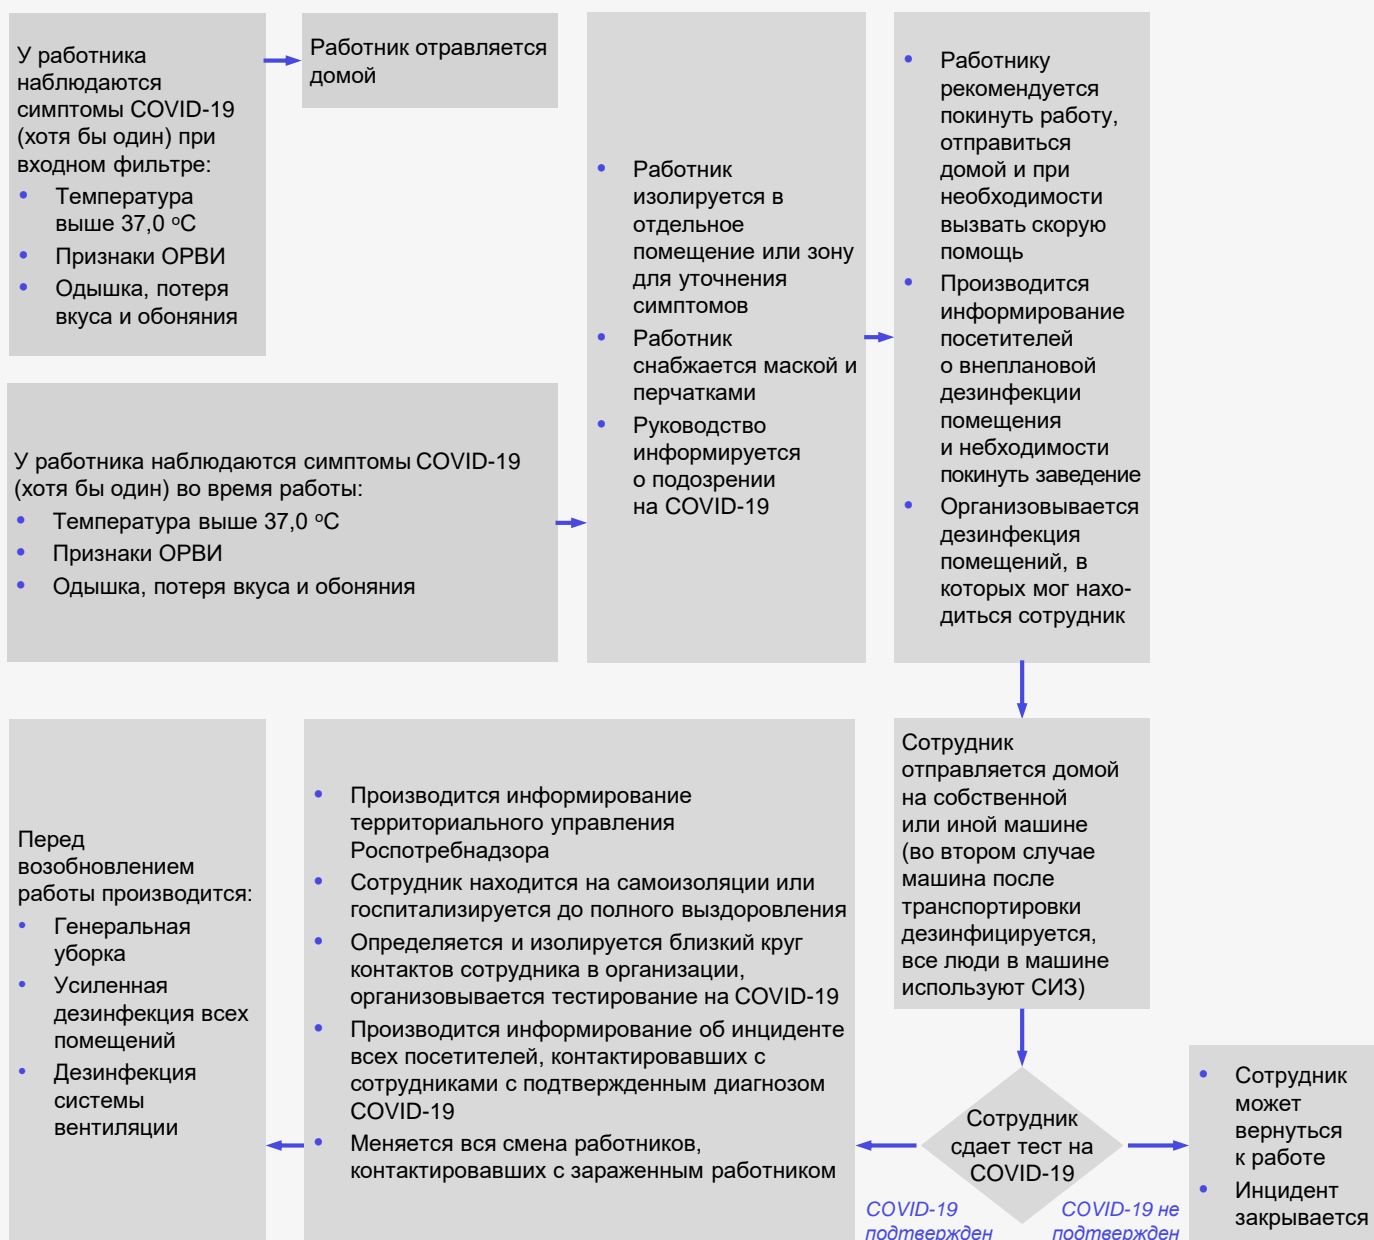 У работника
наблюдаются
симптомы COVID-19
(хотя бы один) при
входном фильтре:
• Температура
выше 37,0 ᵒС
• Признаки ОРВИ
• Одышка, потеря
вкуса и обоняния
Работник отравляется
домой
У работника наблюдаются симптомы COVID-19
(хотя бы один) во время работы:
• Температура выше 37,0 ᵒС
• Признаки ОРВИ
• Одышка, потеря вкуса и обоняния
• Работник
изолируется в
отдельное
помещение или зону
для уточнения
симптомов
• Работник
снабжается маской и
перчатками
• Руководство
информируется
о подозрении
на COVID-19
• Работнику
рекомендуется
покинуть работу,
отправиться
домой и при
необходимости
вызвать скорую
помощь
• Производится
информирование
посетителей
о внеплановой
дезинфекции
помещения
и небходимости
покинуть заведение
• Организовывается
дезинфекция
помещений, в
которых мог нахо-
диться сотрудник
Сотрудник
отправляется домой
на собственной
или иной машине
(во втором случае
машина после
транспортировки
дезинфицируется,
все люди в машине
используют СИЗ)
Сотрудник
сдает тест на
COVID-19
COVID-19
подтвержден
COVID-19 не
подтвержден
• Сотрудник
может
вернуться
к работе
• Инцидент
закрывается
• Производится информирование
территориального управления
Роспотребнадзора
• Сотрудник находится на самоизоляции или
госпитализируется до полного выздоровления
• Определяется и изолируется близкий круг
контактов сотрудника в организации,
организовывается тестирование на COVID-19
• Производится информирование об инциденте
всех посетителей, контактировавших с
сотрудниками с подтвержденным диагнозом
COVID-19
• Меняется вся смена работников,
контактировавших с зараженным работником
Перед
возобновлением
работы производится:
• Генеральная
уборка
• Усиленная
дезинфекция всех
помещений
• Дезинфекция
системы
вентиляции